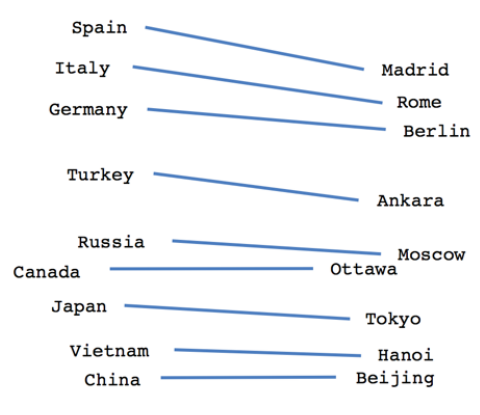 Spain Madrid
Italy Rome
Germany Berlin
Turkey Ankara
Russia Moscow
Canada Ottawa
Japan Tokyo
Vietnam Hanoi
China Beijing